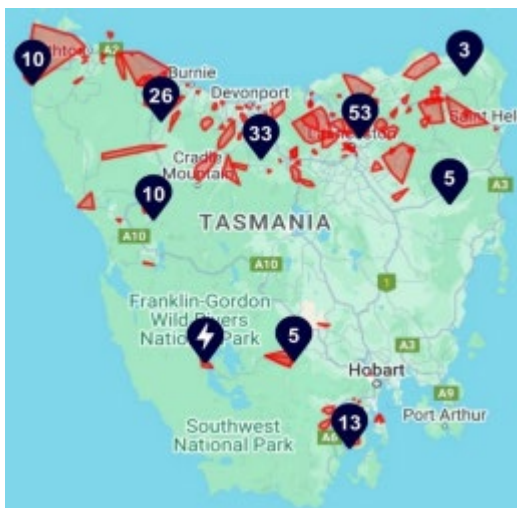 10
A2
3
Burnie
26
Devonport
53
33
Saint Hel
Cradle
Mountain
10
5
A3
TASMANIA
A10
A10
1
Franklin-Gordon
Wild Rivers
National Park
5
A3
Hobart
A9
Southwest
National Park
13
A6
Port Arthur